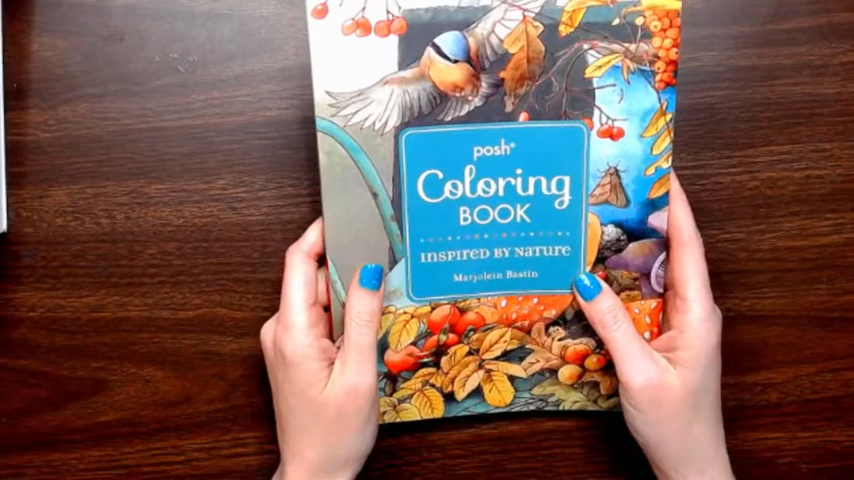 posh®
Coloring
BOOK
INSPIRED BY NATURE
Marjolein Bastin